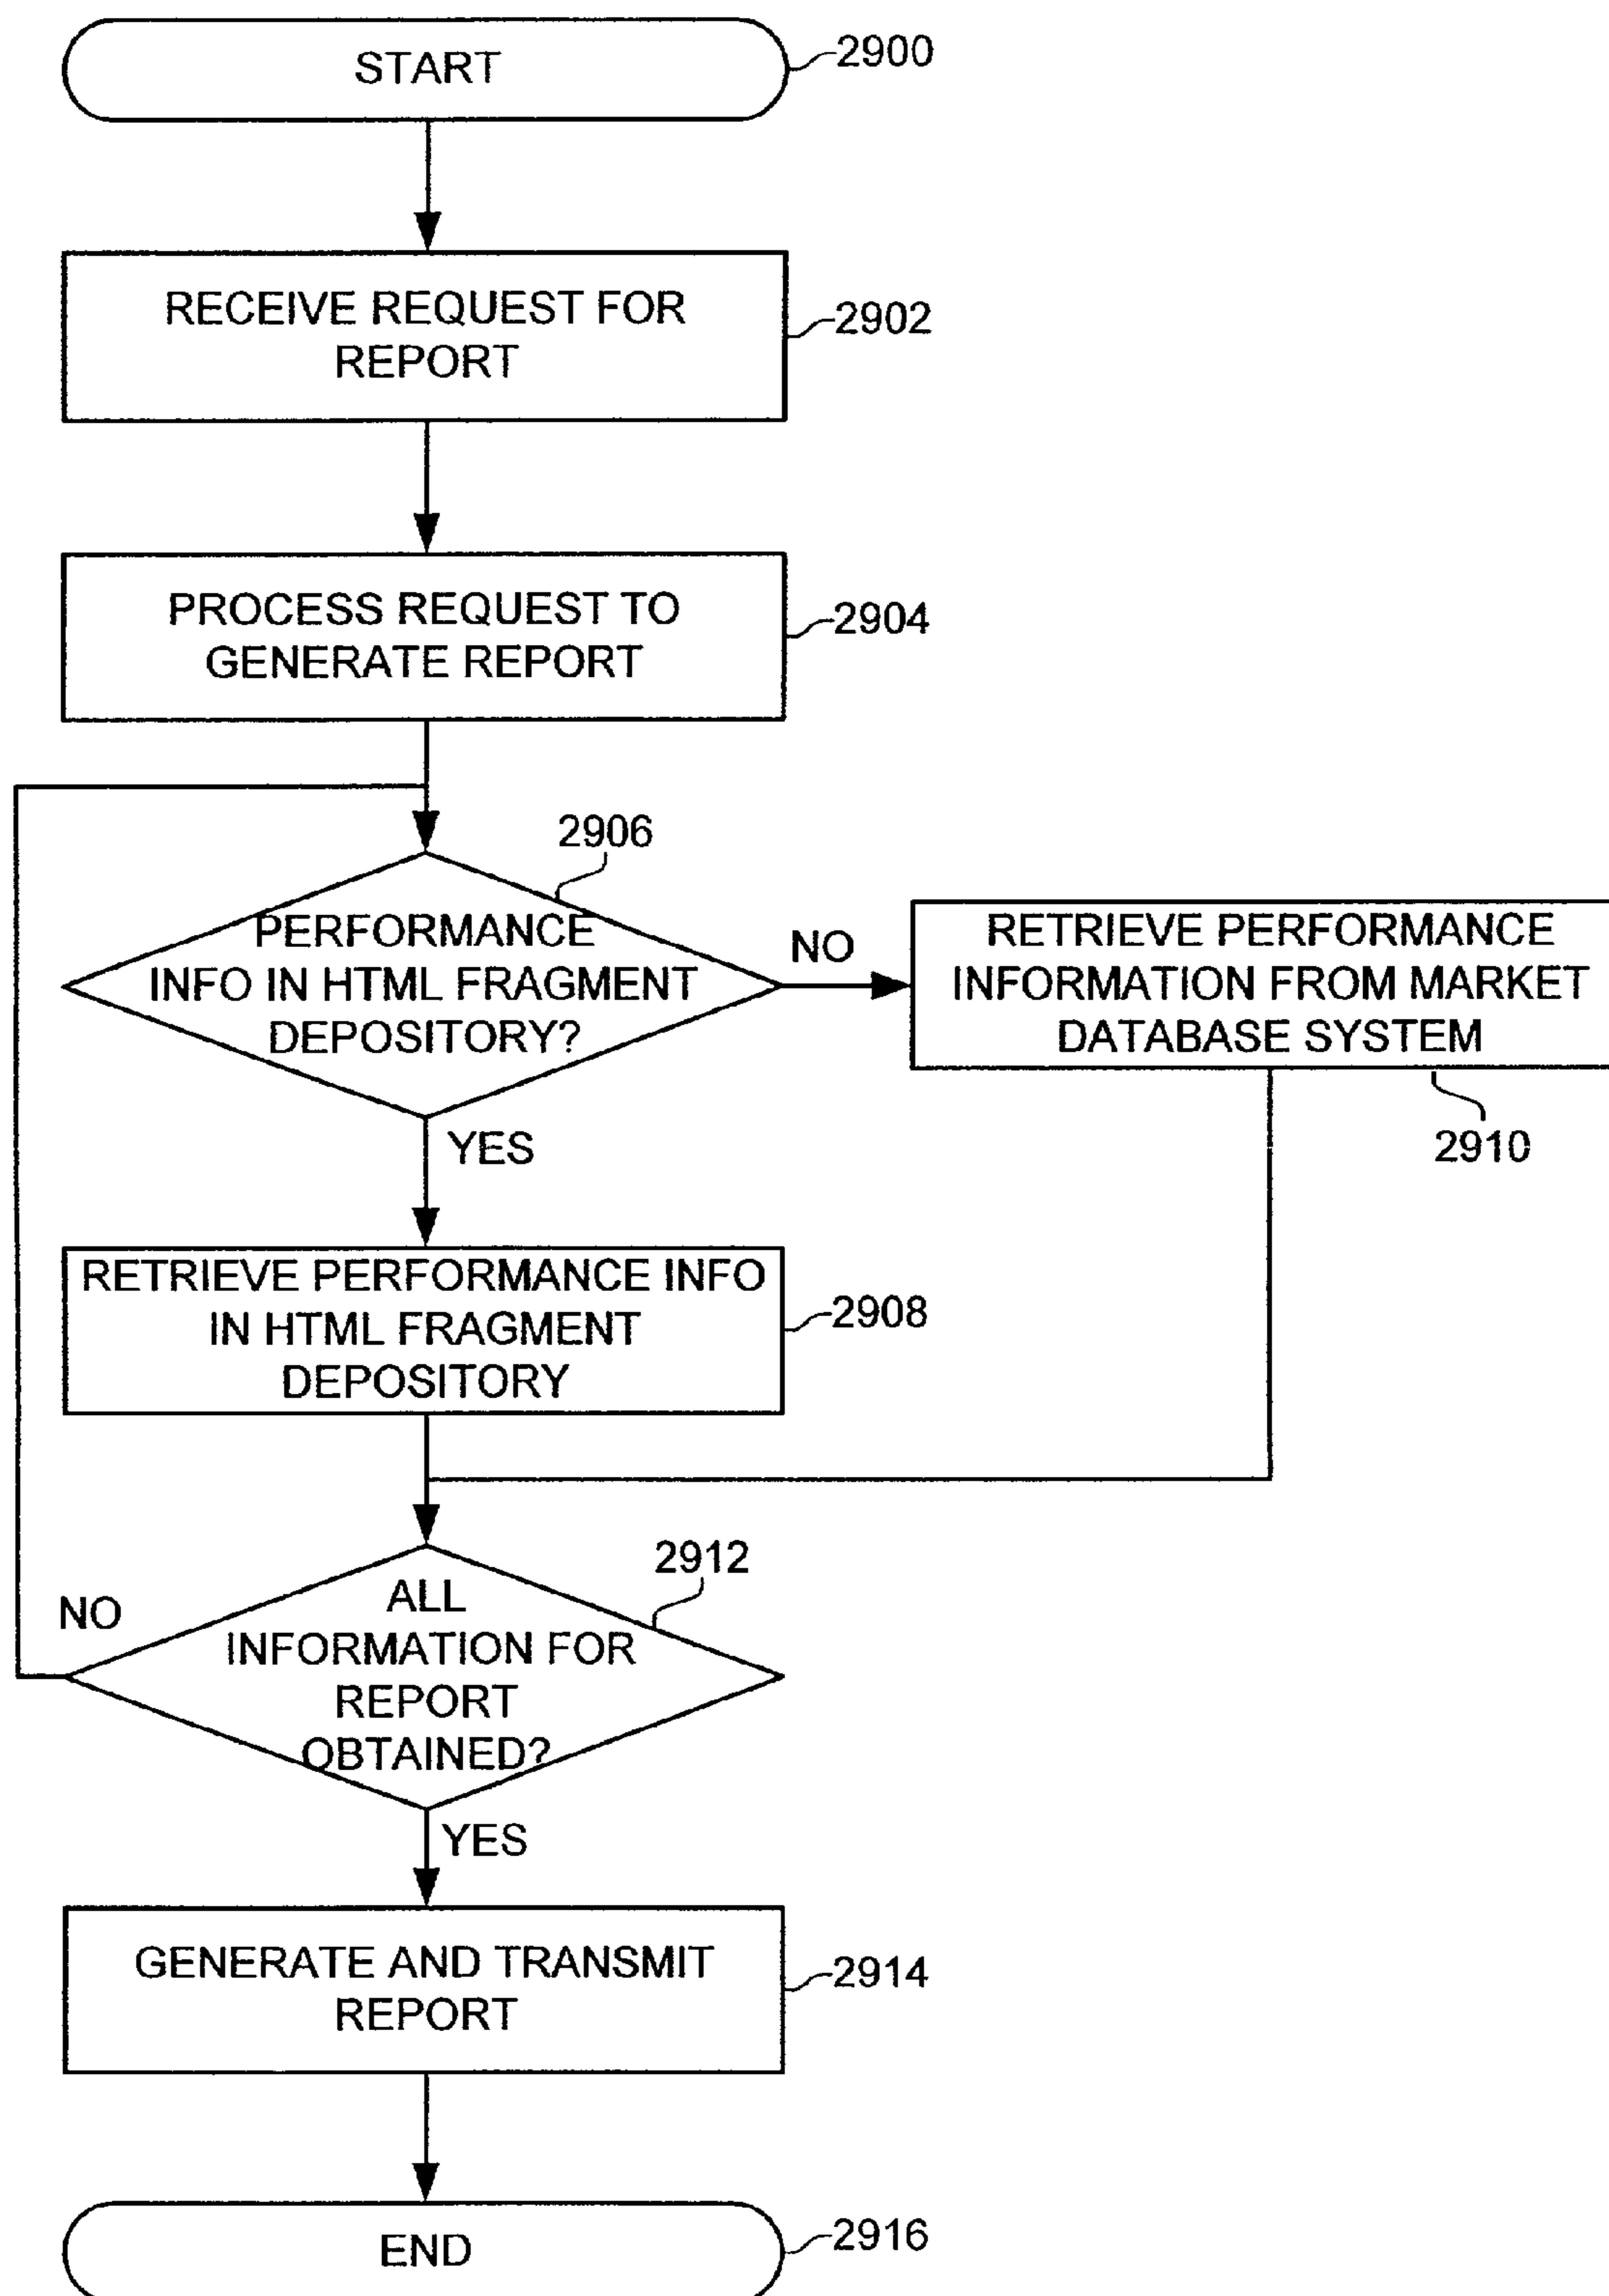 START
2900
RECEIVE REQUEST FOR
REPORT
2902
PROCESS REQUEST TO
GENERATE REPORT
2904
2906
PERFORMANCE
INFO IN HTML FRAGMENT
DEPOSITORY?
NO
RETRIEVE PERFORMANCE
INFORMATION FROM MARKET
DATABASE SYSTEM
2910
YES
RETRIEVE PERFORMANCE INFO
IN HTML FRAGMENT
DEPOSITORY
2908
2912
NO
ALL
INFORMATION FOR
REPORT
OBTAINED?
YES
GENERATE AND TRANSMIT
REPORT
2914
END
2916